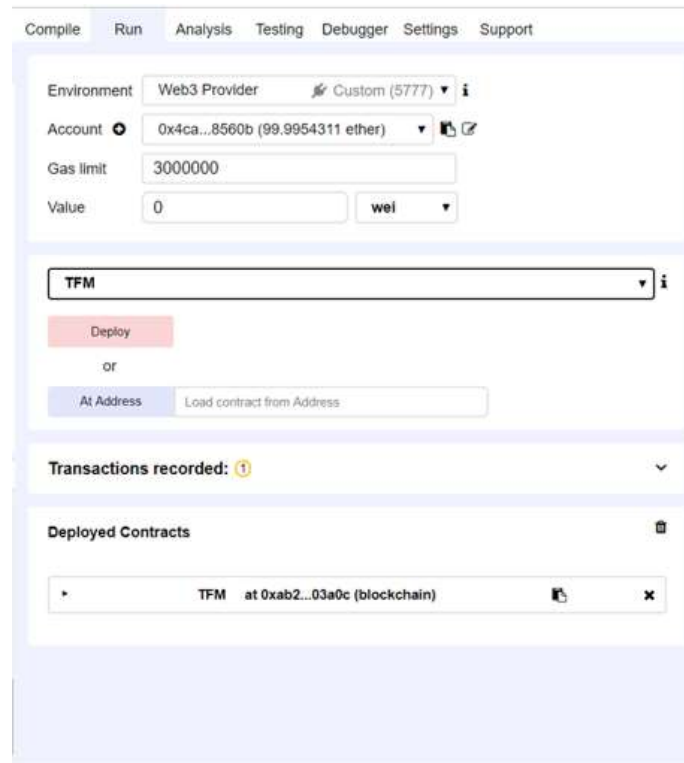 Compile Run Analysis Testing Debugger Settings Support
Environment Web3 Provider Custom (5777) i
Account 0x4ca...8560b (99.9954311 ether)
Gas limit 3000000
Value 0 wei
TFM i
Deploy
or
At Address Load contract from Address
Transactions recorded: 1
Deployed Contracts
TFM at 0xab2...03a0c (blockchain)